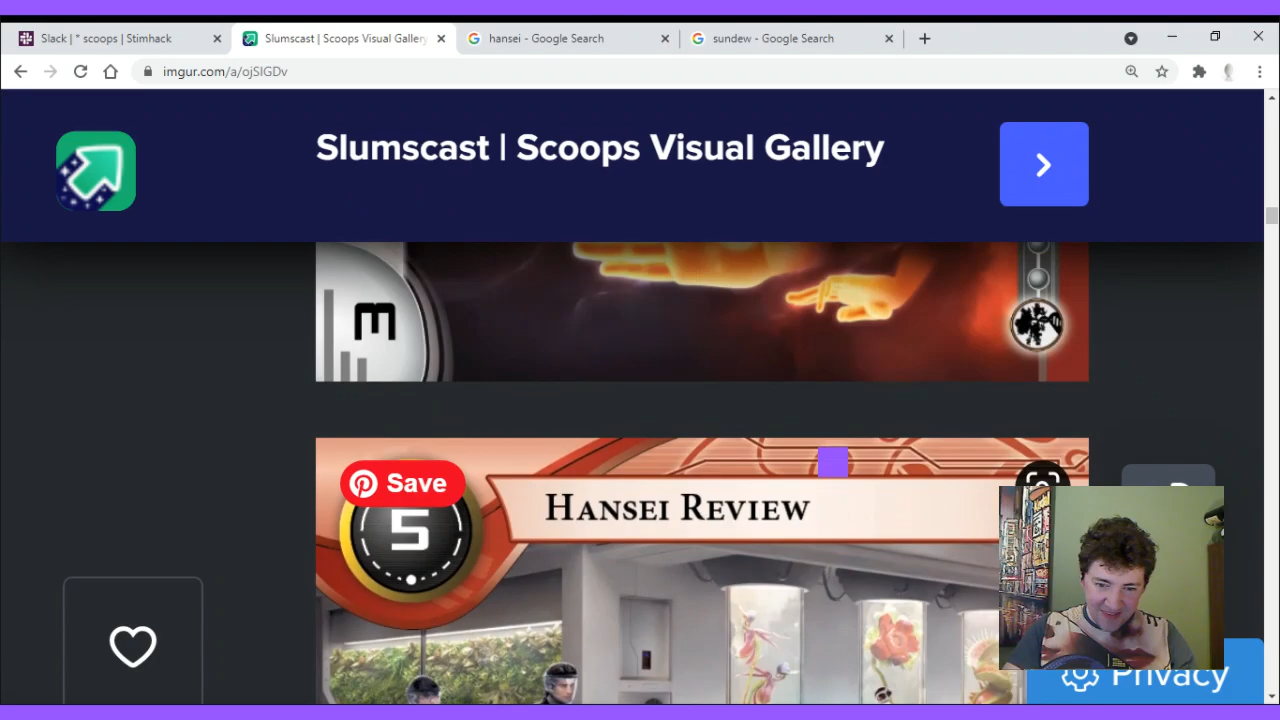 Slack | * scoops | Stimhack
Slumscast | Scoops Visual Gallery
hansei - Google Search
sundew - Google Search
imgur.com/a/ojSIGDv
Slumscast | Scoops Visual Gallery
Save
5
HANSEI REVIEW
Privacy